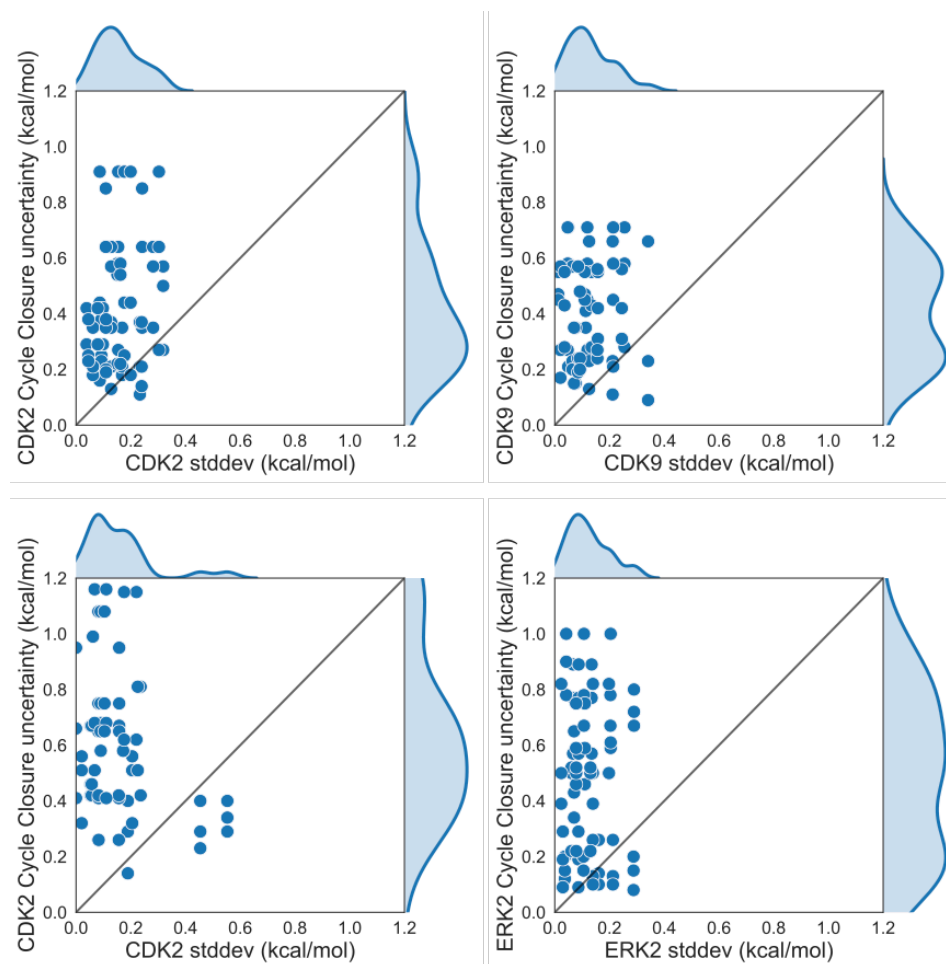 CDK2 Cycle Closure uncertainty (kcal/mol)
1.2
1.0
0.8
0.6
0.4
0.2
0.0
0.0 0.2 0.4 0.6 0.8 1.0 1.2
CDK2 stddev (kcal/mol)
CDK9 Cycle Closure uncertainty (kcal/mol)
1.2
1.0
0.8
0.6
0.4
0.2
0.0
0.0 0.2 0.4 0.6 0.8 1.0 1.2
CDK9 stddev (kcal/mol)
CDK2 Cycle Closure uncertainty (kcal/mol)
1.2
1.0
0.8
0.6
0.4
0.2
0.0
0.0 0.2 0.4 0.6 0.8 1.0 1.2
CDK2 stddev (kcal/mol)
ERK2 Cycle Closure uncertainty (kcal/mol)
1.2
1.0
0.8
0.6
0.4
0.2
0.0
0.0 0.2 0.4 0.6 0.8 1.0 1.2
ERK2 stddev (kcal/mol)